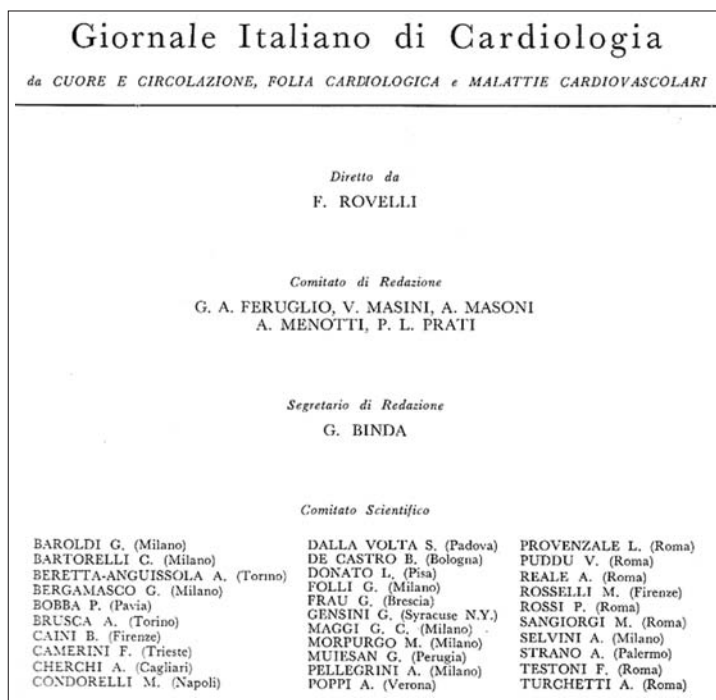 Giornale Italiano di Cardiologia
da CUORE E CIRCOLAZIONE, FOLIA CARDIOLOGICA e MALATTIE CARDIOVASCOLARI
Diretto da
F. ROVELLI
Comitato di Redazione
G. A. FERUGLIO, V. MASINI, A. MASONI
A. MENOTTI, P. L. PRATI
Segretario di Redazione
G. BINDA
Comitato Scientifico
BAROLDI G. (Milano)
BARTORELLI C. (Milano)
BERETTA-ANGUISSOLA A. (Torino)
BERGAMASCO G. (Milano)
BOBBA P. (Pavia)
BRUSCA A. (Torino)
CAINI B. (Firenze)
CAMERINI F. (Trieste)
CHERCHI A. (Cagliari)
CONDORELLI M. (Napoli)
DALLA VOLTA S. (Padova)
DE CASTRO B. (Bologna)
DONATO L. (Pisa)
FOLLI G. (Milano)
FRAU G. (Brescia)
GENSINI G. (Syracuse N.Y.)
MAGGI G. C. (Milano)
MORPURGO M. (Milano)
MUIESAN G. (Perugia)
PELLEGRINI A. (Milano)
POPPI A. (Verona)
PROVENZALE L. (Roma)
PUDDU V. (Roma)
REALE A. (Roma)
ROSSELLI M. (Firenze)
ROSSI P. (Roma)
SANGIORGI M. (Roma)
SELVINI A. (Milano)
STRANO A. (Palermo)
TESTONI F. (Roma)
TURCHETTI A. (Roma)